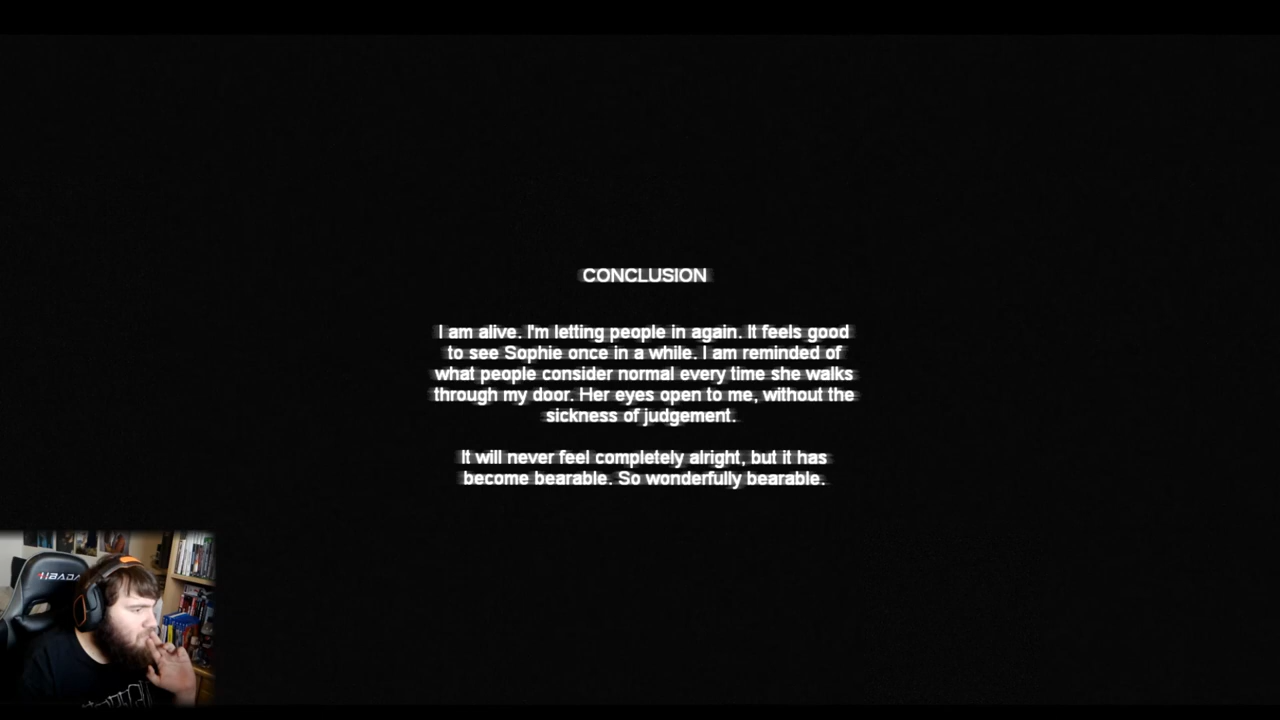 CONCLUSION
I am alive. I'm letting people in again. It feels good
to see Sophie once in a while. I am reminded of
what people consider normal every time she walks
through my door. Her eyes open to me, without the
sickness of judgement.
It will never feel completely alright, but it has
become bearable. So wonderfully bearable.